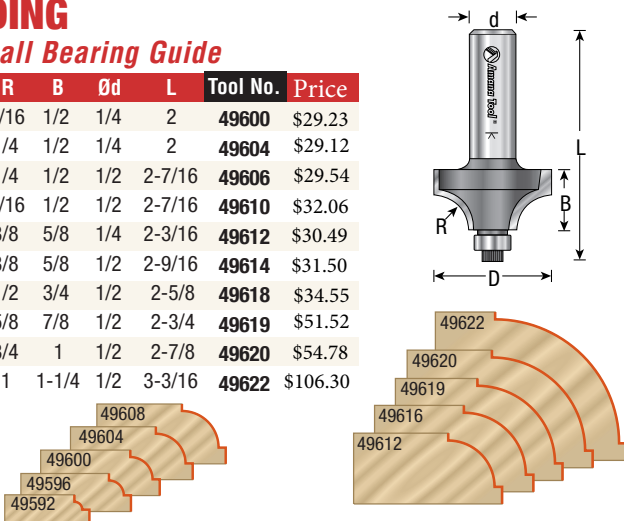 DING
all Bearing Guide
R B Ød L Tool No. Price
/16 1/2 1/4 2 49600 $29.23
/4 1/2 1/4 2 49604 $29.12
/4 1/2 1/2 2-7/16 49606 $29.54
/16 1/2 1/2 2-7/16 49610 $32.06
3/8 5/8 1/4 2-3/16 49612 $30.49
3/8 5/8 1/2 2-9/16 49614 $31.50
/2 3/4 1/2 2-5/8 49618 $34.55
5/8 7/8 1/2 2-3/4 49619 $51.52
3/4 1 1/2 2-7/8 49620 $54.78
1 1-1/4 1/2 3-3/16 49622 $106.30
49608
49604
49600
49596
49592
d
Amana Tool®
K
L
B
R
D
49622
49620
49619
49616
49612